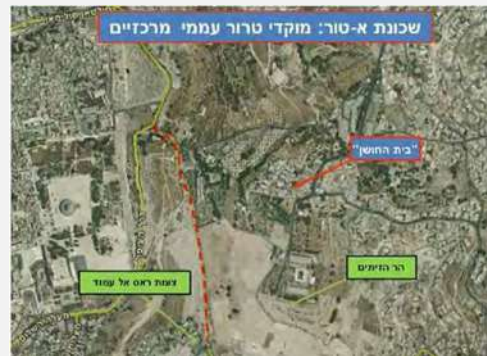 שכונת א-טור: מוקדי טרור עממי מרכזיים
"בית החושן"
הר הזיתים
צומת ראס אל עמוד